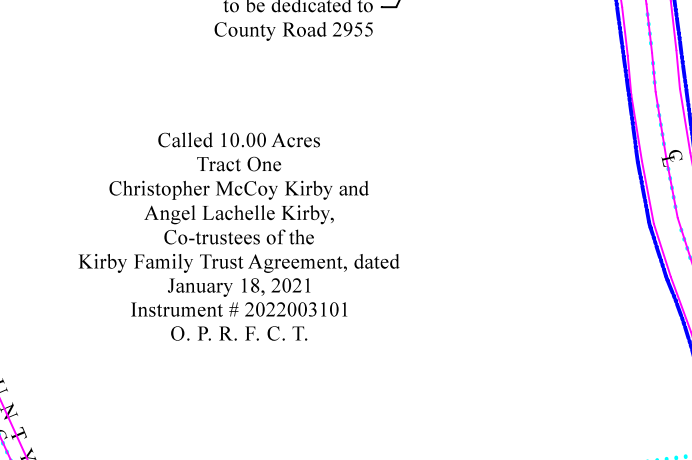 to be dedicated to
County Road 2955
Called 10.00 Acres
Tract One
Christopher McCoy Kirby and
Angel Lachelle Kirby,
Co-trustees of the
Kirby Family Trust Agreement, dated
January 18, 2021
Instrument # 2022003101
O. P. R. F. C. T.
CL